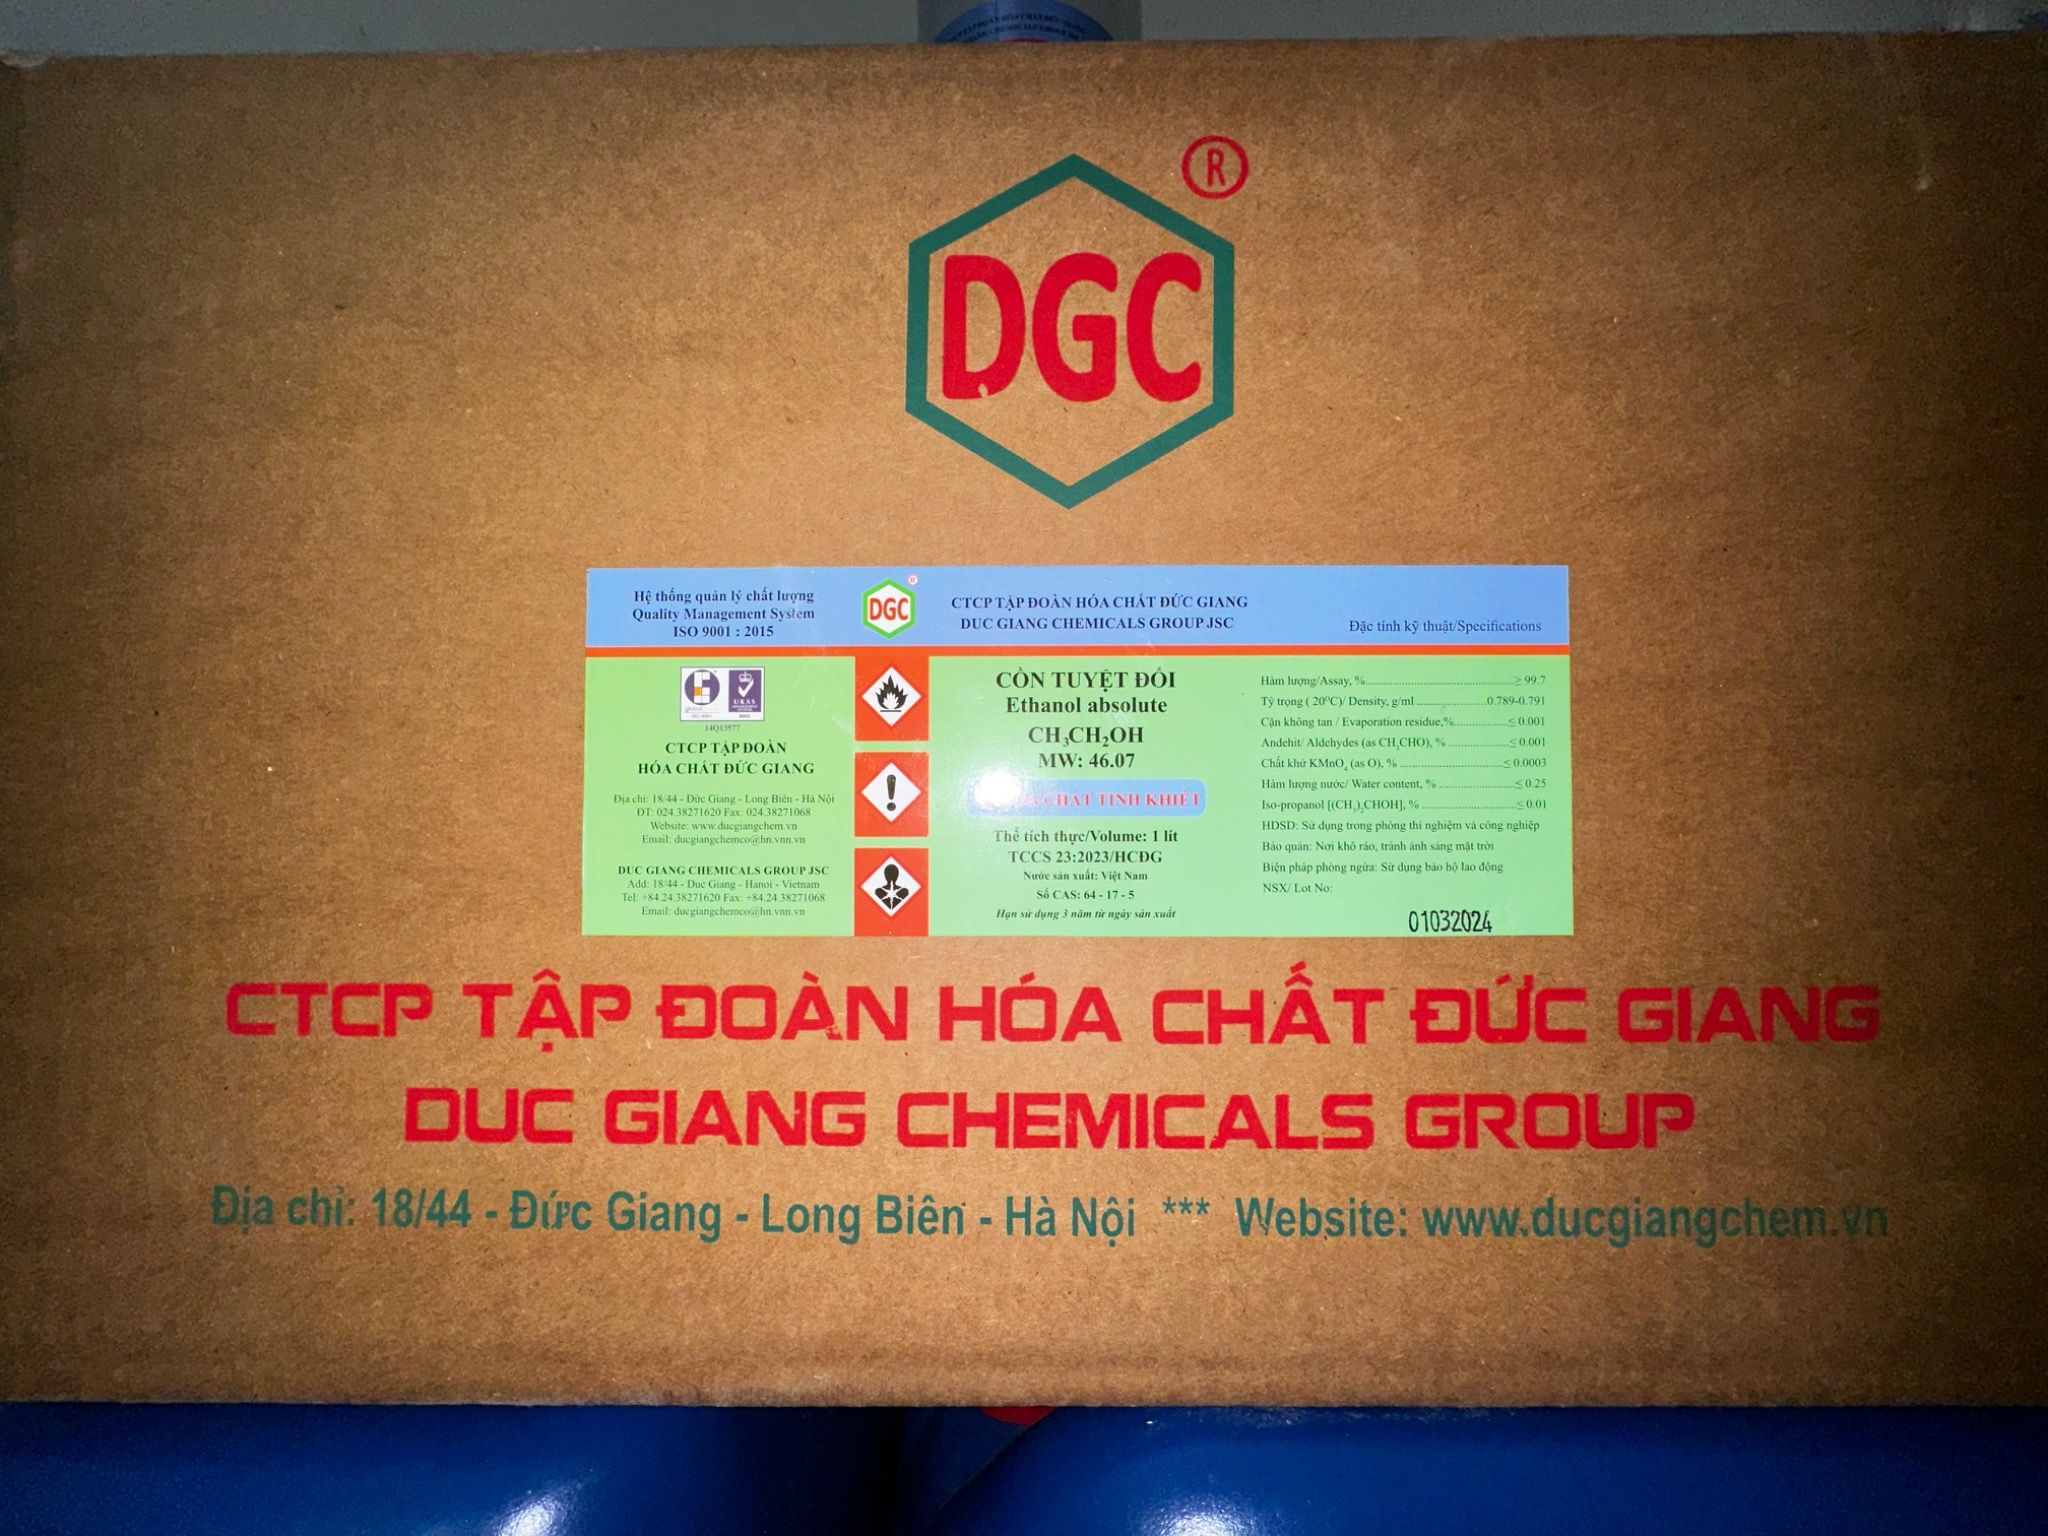 DGC
®
Hệ thống quản lý chất lượng
Quality Management System
ISO 9001 : 2015
DGC
®
CTCP TẬP ĐOÀN HÓA CHẤT ĐỨC GIANG
DUC GIANG CHEMICALS GROUP JSC
Đặc tính kỹ thuật/Specifications
UKAS
14Q13577
CTCP TẬP ĐOÀN
HÓA CHẤT ĐỨC GIANG
Địa chỉ: 18/44 - Đức Giang - Long Biên - Hà Nội
ĐT: 024.38271620 Fax: 024.38271068
Website: www.ducgiangchem.vn
Email: ducgiangchemco@hn.vnn.vn
DUC GIANG CHEMICALS GROUP JSC
Add: 18/44 - Duc Giang - Hanoi - Vietnam
Tel: +84.24.38271620 Fax: +84.24.38271068
Email: ducgiangchemco@hn.vnn.vn
CỒN TUYỆT ĐỐI
Ethanol absolute
CH₃CH₂OH
MW: 46.07
CHẤT TINH KHIẾT
Thể tích thực/Volume: 1 lít
TCCS 23:2023/HCĐG
Nước sản xuất: Việt Nam
Số CAS: 64 - 17 - 5
Hạn sử dụng 3 năm từ ngày sản xuất
Hàm lượng/Assay, %..........≥ 99.7
Tỷ trọng ( 20⁰C)/ Density, g/ml ..........0.789-0.791
Cặn không tan / Evaporation residue,%..........≤ 0.001
Andehit/ Aldehydes (as CH₃CHO), % ..........≤ 0.001
Chất khử KMnO₄ (as O), % ..........≤ 0.0003
Hàm lượng nước/ Water content, % ..........≤ 0.25
Iso-propanol [(CH₃)₂CHOH], % ..........≤ 0.01
HDSD: Sử dụng trong phòng thí nghiệm và công nghiệp
Bảo quản: Nơi khô ráo, tránh ánh sáng mặt trời
Biện pháp phòng ngừa: Sử dụng bảo hộ lao động
NSX/ Lot No:
01032024
CTCP TẬP ĐOÀN HÓA CHẤT ĐỨC GIANG
DUC GIANG CHEMICALS GROUP
Địa chỉ: 18/44 - Đức Giang - Long Biên - Hà Nội *** Website: www.ducgiangchem.vn